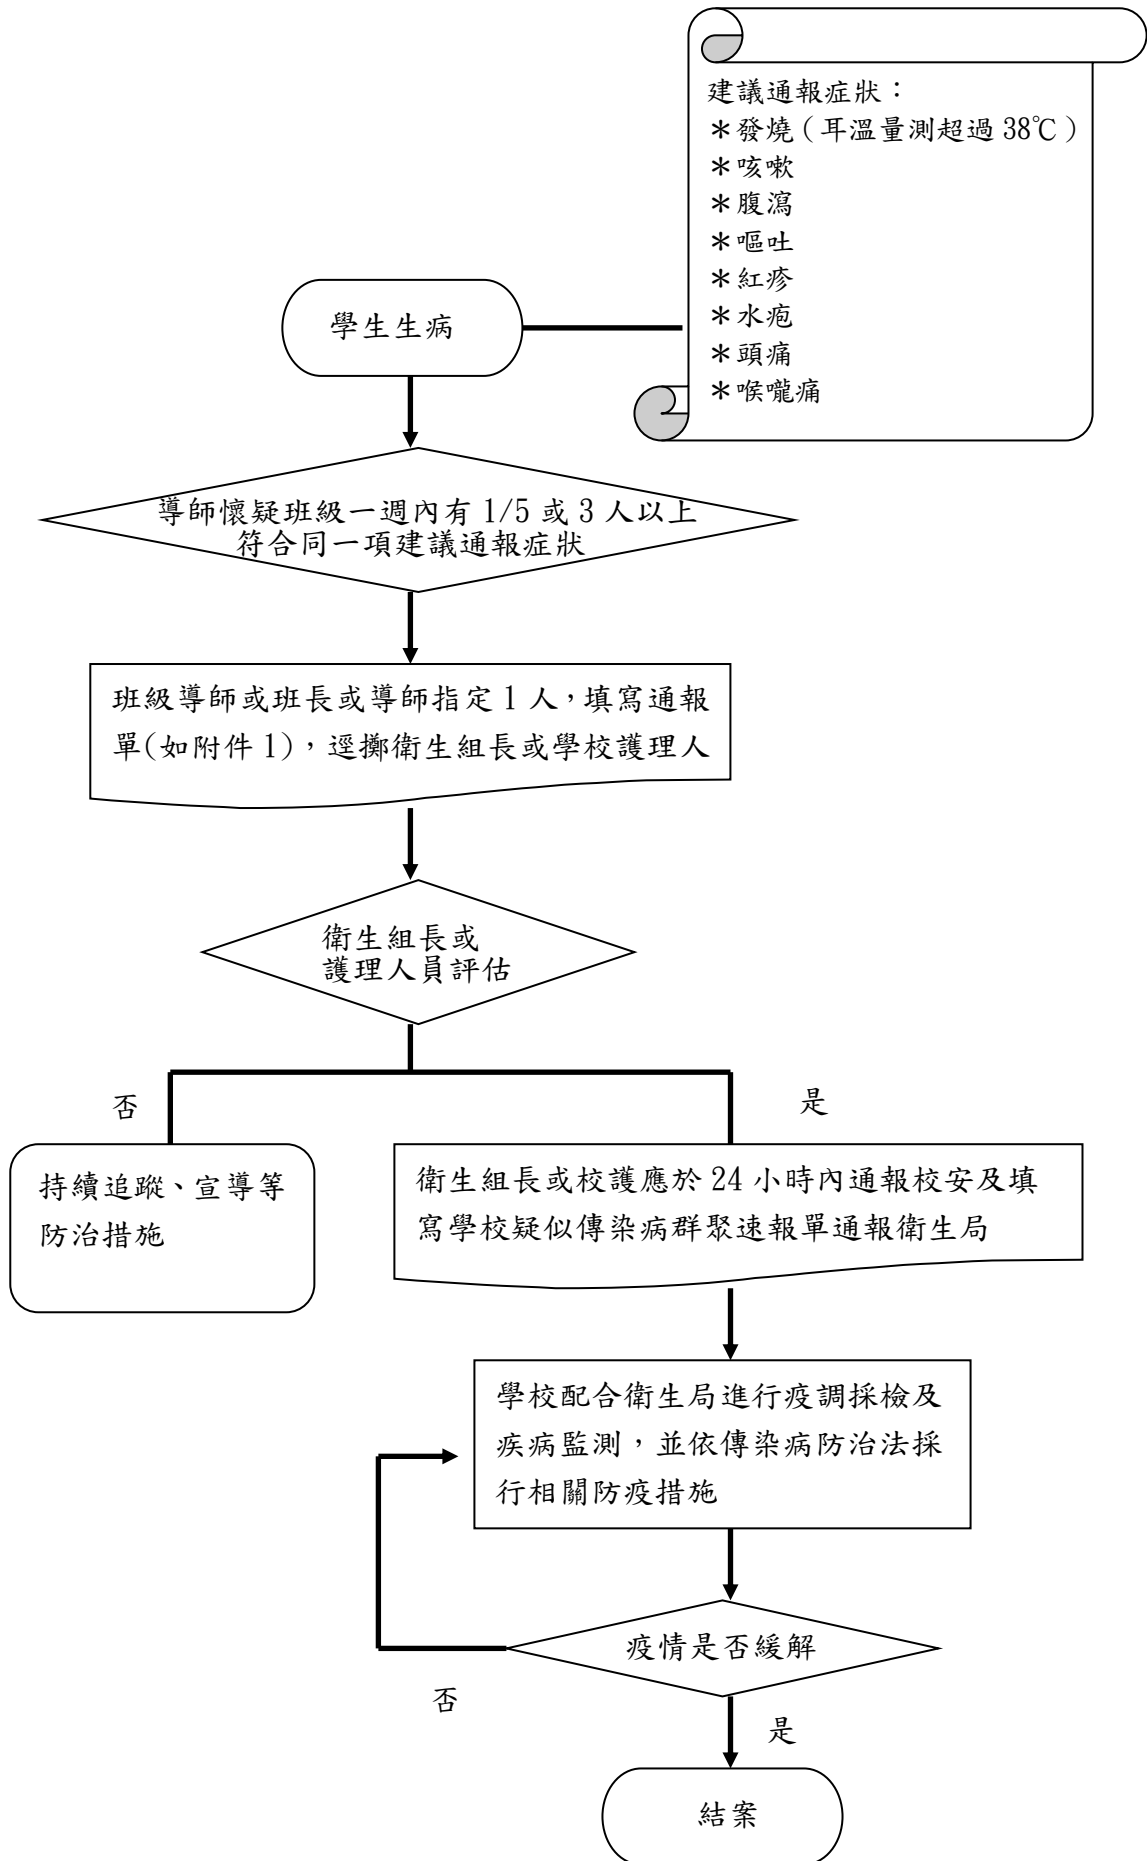 建議通報症狀：
＊發燒（耳溫量測超過 38℃）
＊咳嗽
＊腹瀉
＊嘔吐
＊紅疹
＊水疱
＊頭痛
＊喉嚨痛
學生生病
導師懷疑班級一週內有 1/5 或 3 人以上
符合同一項建議通報症狀
班級導師或班長或導師指定 1 人，填寫通報
單(如附件 1)，逕擲衛生組長或學校護理人
衛生組長或
護理人員評估
否
是
持續追蹤、宣導等
防治措施
衛生組長或校護應於 24 小時內通報校安及填
寫學校疑似傳染病群聚速報單通報衛生局
學校配合衛生局進行疫調採檢及
疾病監測，並依傳染病防治法採
行相關防疫措施
疫情是否緩解
否
是
結案